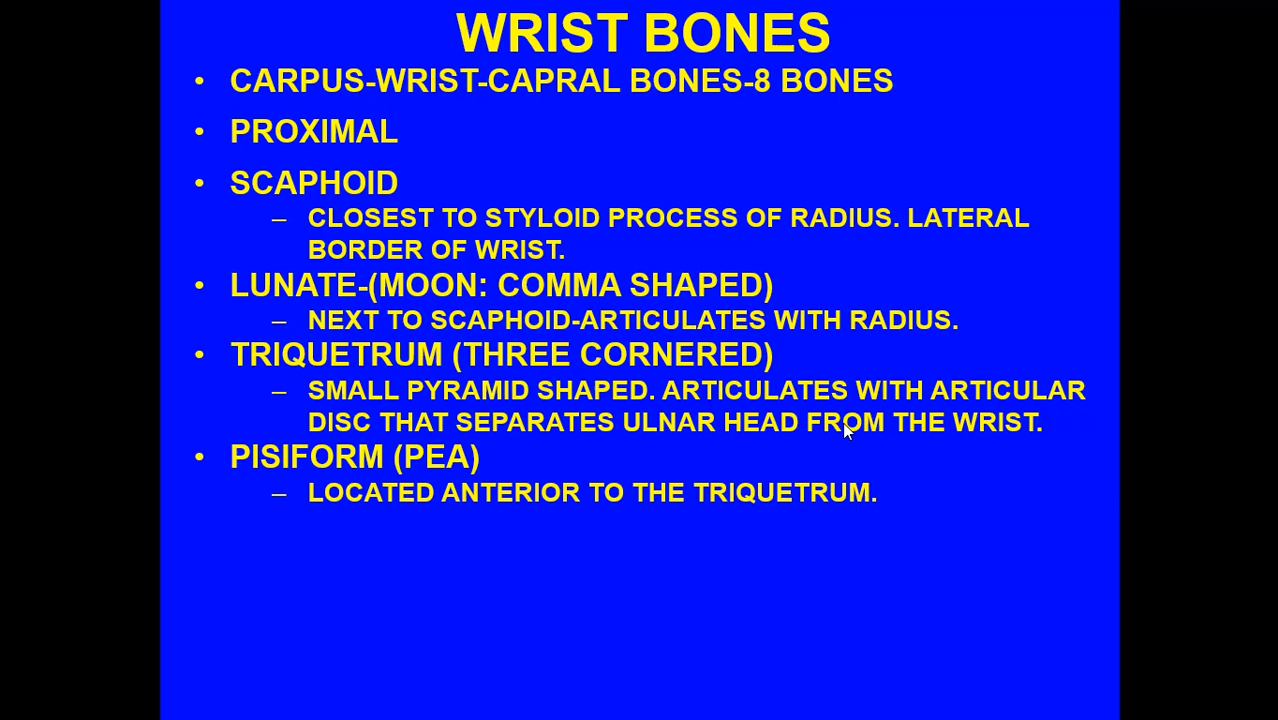 WRIST BONES
• CARPUS-WRIST-CAPRAL BONES-8 BONES
• PROXIMAL
• SCAPHOID
– CLOSEST TO STYLOID PROCESS OF RADIUS. LATERAL
BORDER OF WRIST.
• LUNATE-(MOON: COMMA SHAPED)
– NEXT TO SCAPHOID-ARTICULATES WITH RADIUS.
• TRIQUETRUM (THREE CORNERED)
– SMALL PYRAMID SHAPED. ARTICULATES WITH ARTICULAR
DISC THAT SEPARATES ULNAR HEAD FROM THE WRIST.
• PISIFORM (PEA)
– LOCATED ANTERIOR TO THE TRIQUETRUM.